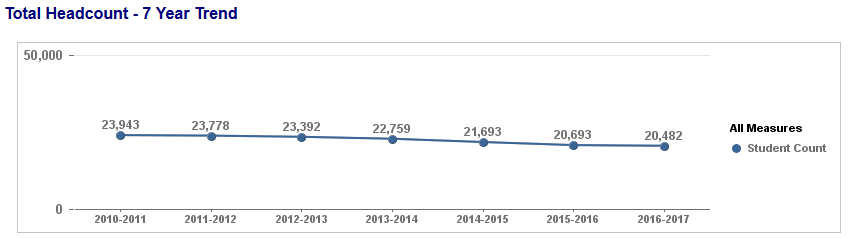 Total Headcount - 7 Year Trend
50,000
23,943 23,778 23,392 22,759 21,693 20,693 20,482
All Measures
Student Count
0
2010-2011 2011-2012 2012-2013 2013-2014 2014-2015 2015-2016 2016-2017